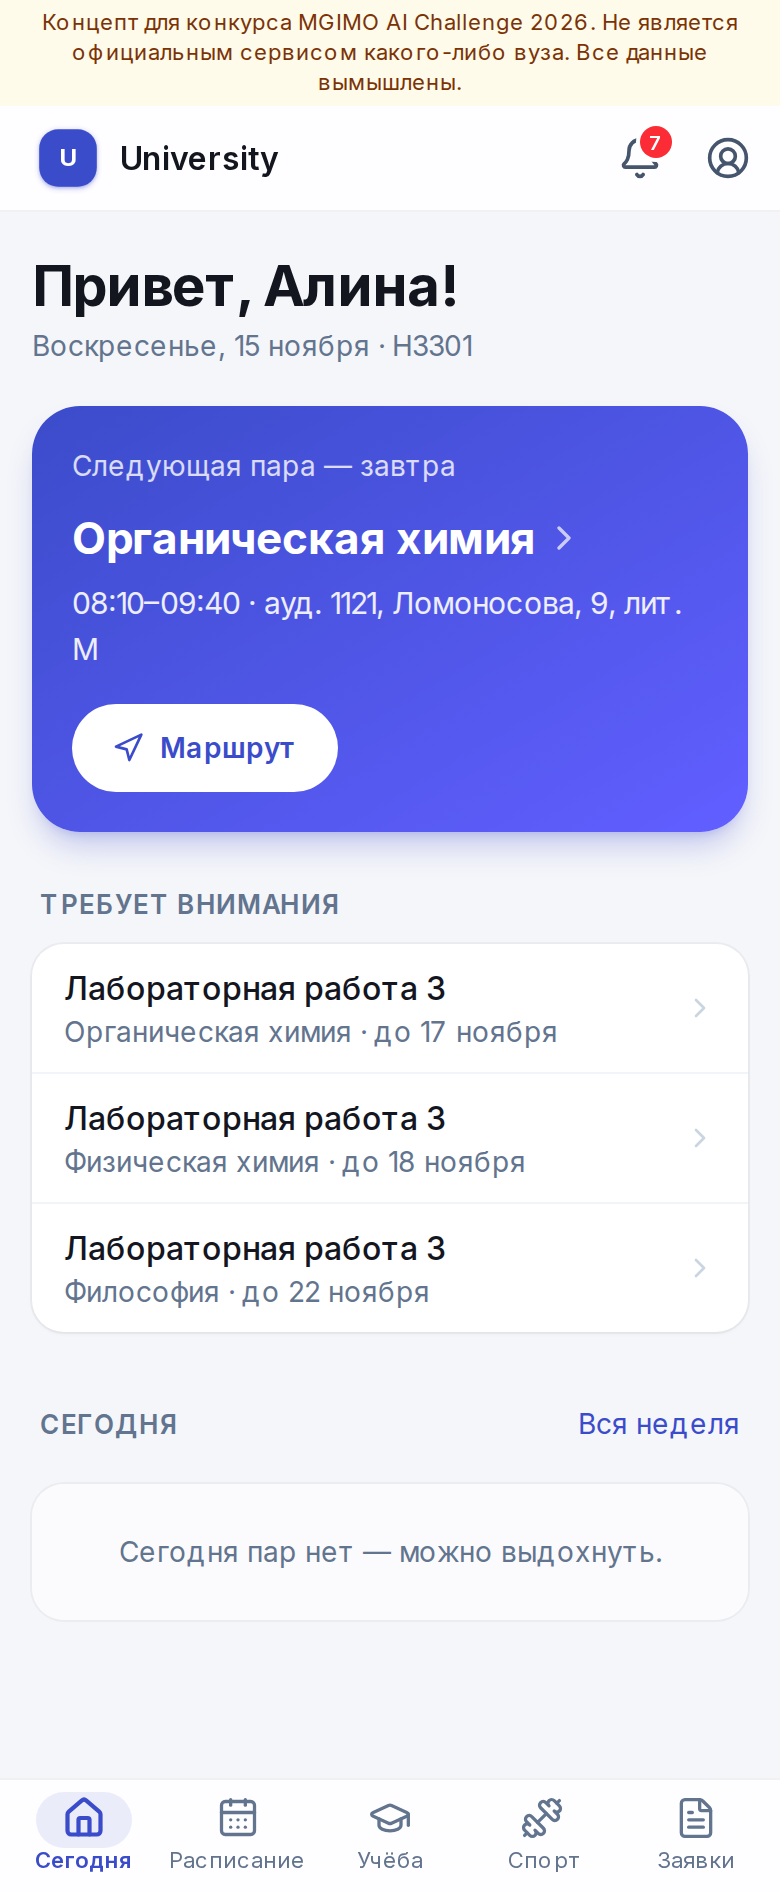 Концепт для конкурса MGIMO AI Challenge 2026. Не является
официальным сервисом какого-либо вуза. Все данные
вымышлены.
U University 7
Привет, Алина!
Воскресенье, 15 ноября · H3301
Следующая пара — завтра
Органическая химия
08:10–09:40 · ауд. 1121, Ломоносова, 9, лит.
М
Маршрут
ТРЕБУЕТ ВНИМАНИЯ
Лабораторная работа 3
Органическая химия · до 17 ноября
Лабораторная работа 3
Физическая химия · до 18 ноября
Лабораторная работа 3
Философия · до 22 ноября
СЕГОДНЯ Вся неделя
Сегодня пар нет — можно выдохнуть.
Сегодня Расписание Учёба Спорт Заявки